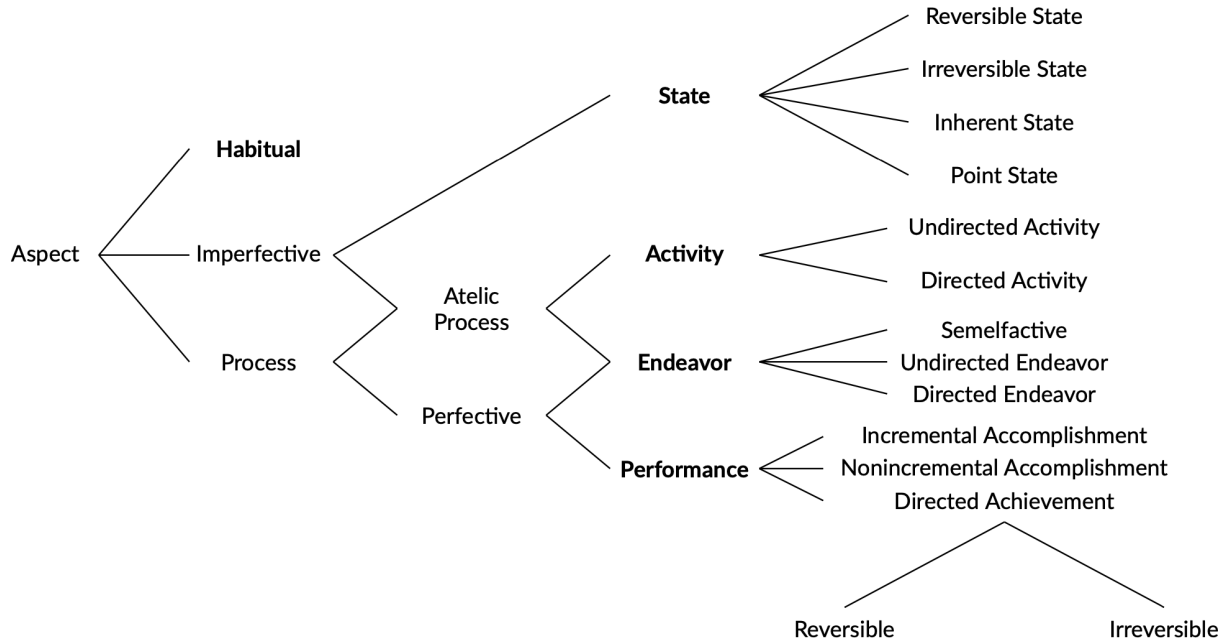 Reversible State
Irreversible State
State
Inherent State
Habitual
Point State
Undirected Activity
Aspect
Imperfective
Activity
Directed Activity
Atelic
Process
Semelfactive
Process
Endeavor
Undirected Endeavor
Directed Endeavor
Perfective
Incremental Accomplishment
Performance
Nonincremental Accomplishment
Directed Achievement
Reversible
Irreversible